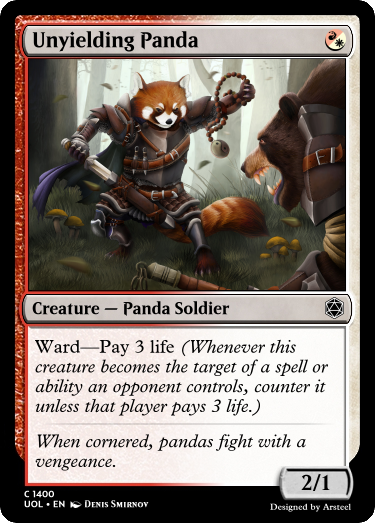 Unyielding Panda
Creature — Panda Soldier
Ward—Pay 3 life (Whenever this
creature becomes the target of a spell or
ability an opponent controls, counter it
unless that player pays 3 life.)
When cornered, pandas fight with a
vengeance.
2/1
C 1400
UOL • EN Denis Smirnov
Designed by Arsteel